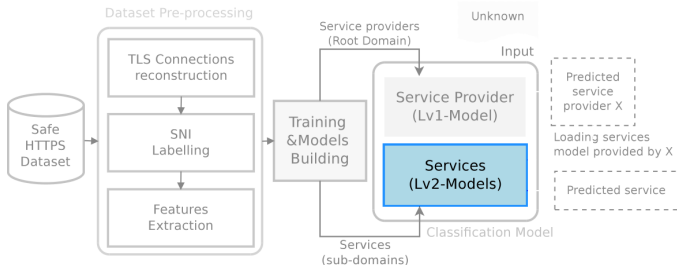 Dataset Pre-processing
TLS Connections
reconstruction
SNI
Labelling
Features
Extraction
Safe
HTTPS
Dataset
Training
&Models
Building
Service providers
(Root Domain)
Services
(sub-domains)
Unknown
Input
Service Provider
(Lv1-Model)
Services
(Lv2-Models)
Classification Model
Predicted
service
provider X
Loading services
model provided by X
Predicted service